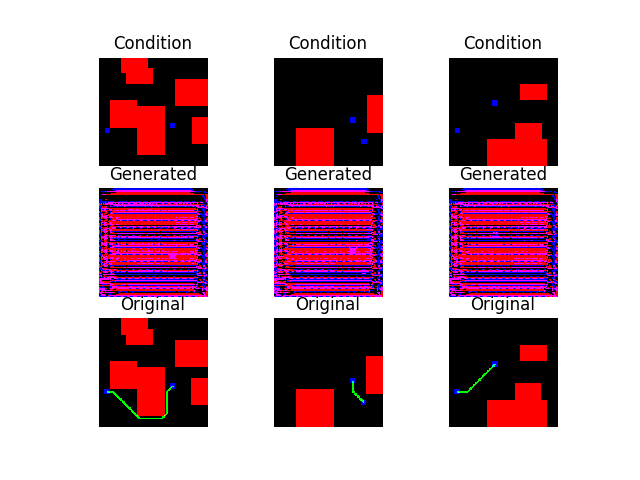 Condition Condition Condition
Generated Generated Generated
Original Original Original